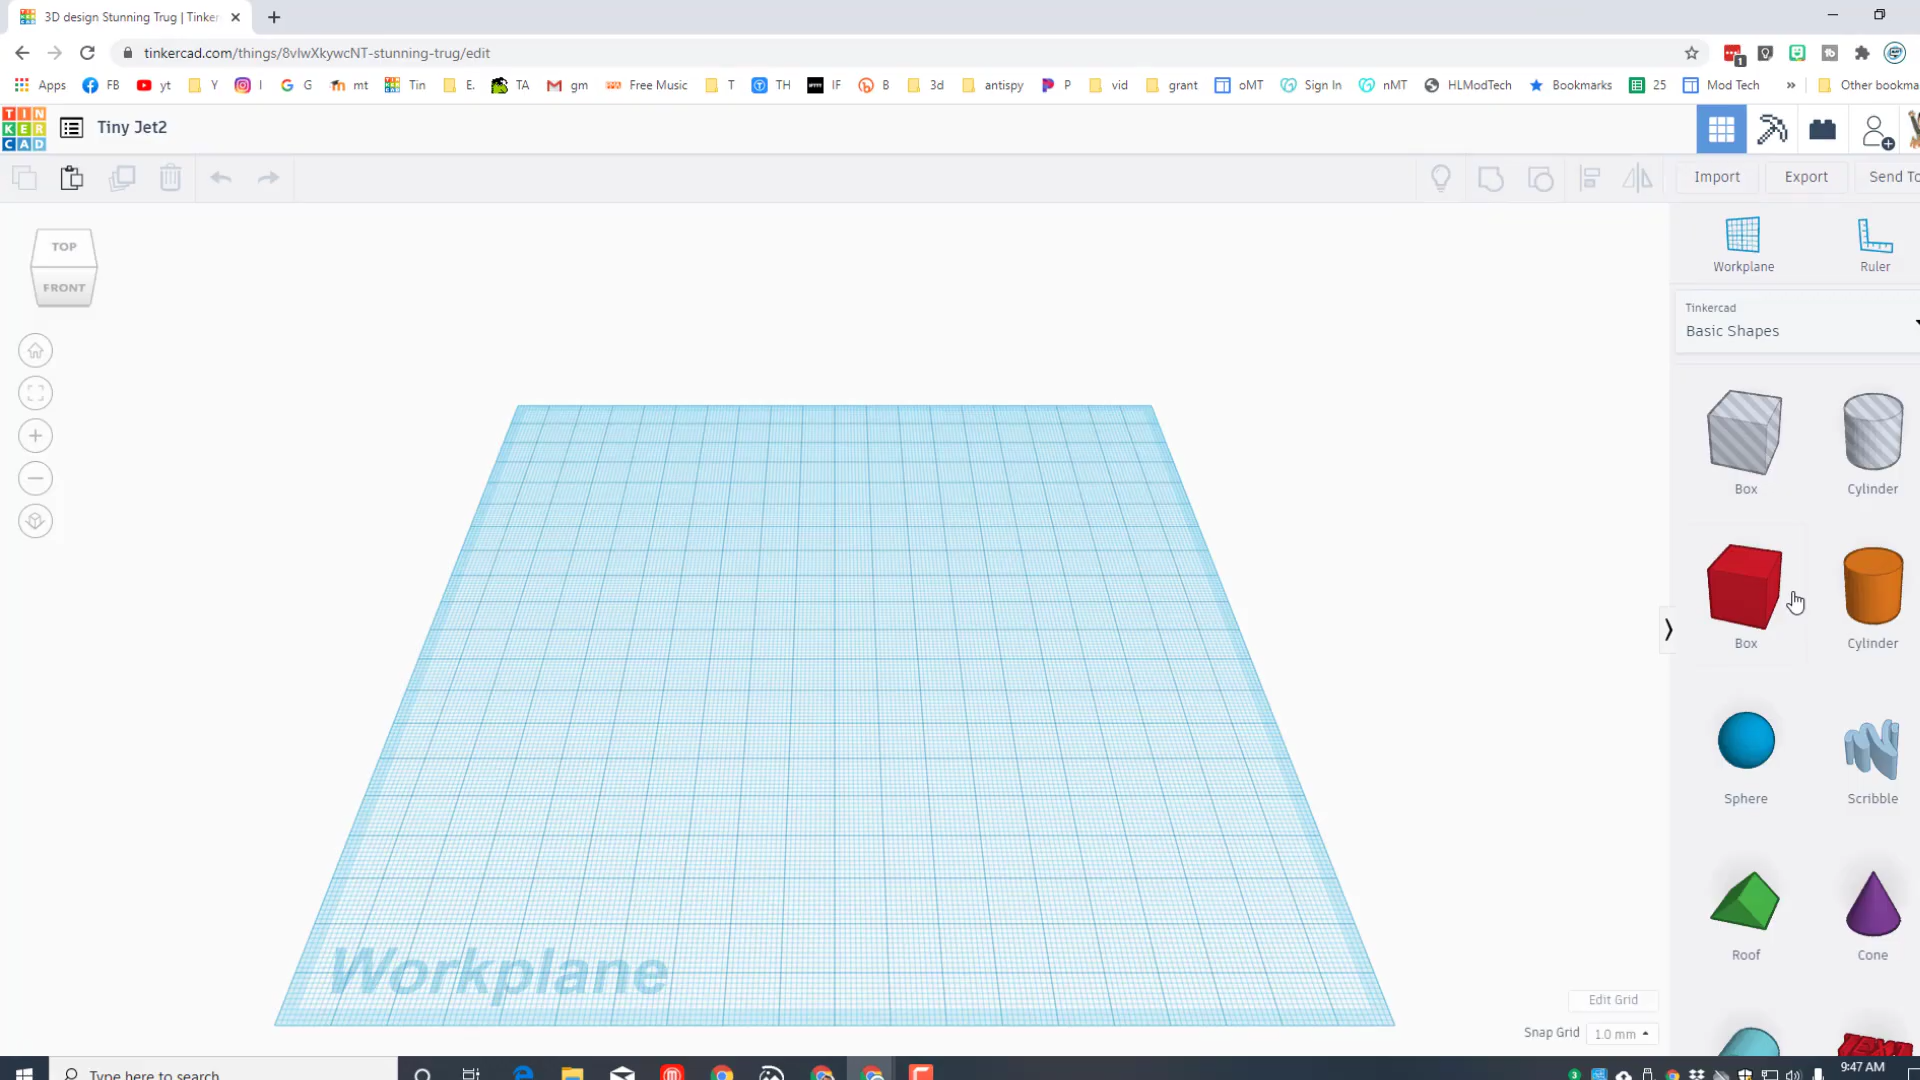 3D design Stunning Trug | Tinker
tinkercad.com/things/8vIwXkywcNT-stunning-trug/edit
Apps FB yt Y I G mt Tin E. TA gm Free Music T TH IF B 3d antispy P vid grant oMT Sign In nMT HLModTech Bookmarks 25 Mod Tech » Other bookma
TIN
KER
CAD
Tiny Jet2
Import Export Send To
TOP
FRONT
Workplane Ruler
Tinkercad
Basic Shapes
Box Cylinder
Box Cylinder
Sphere Scribble
Roof Cone
TEXT
Workplane
Edit Grid
Snap Grid 1.0 mm
Type here to search
9:47 AM